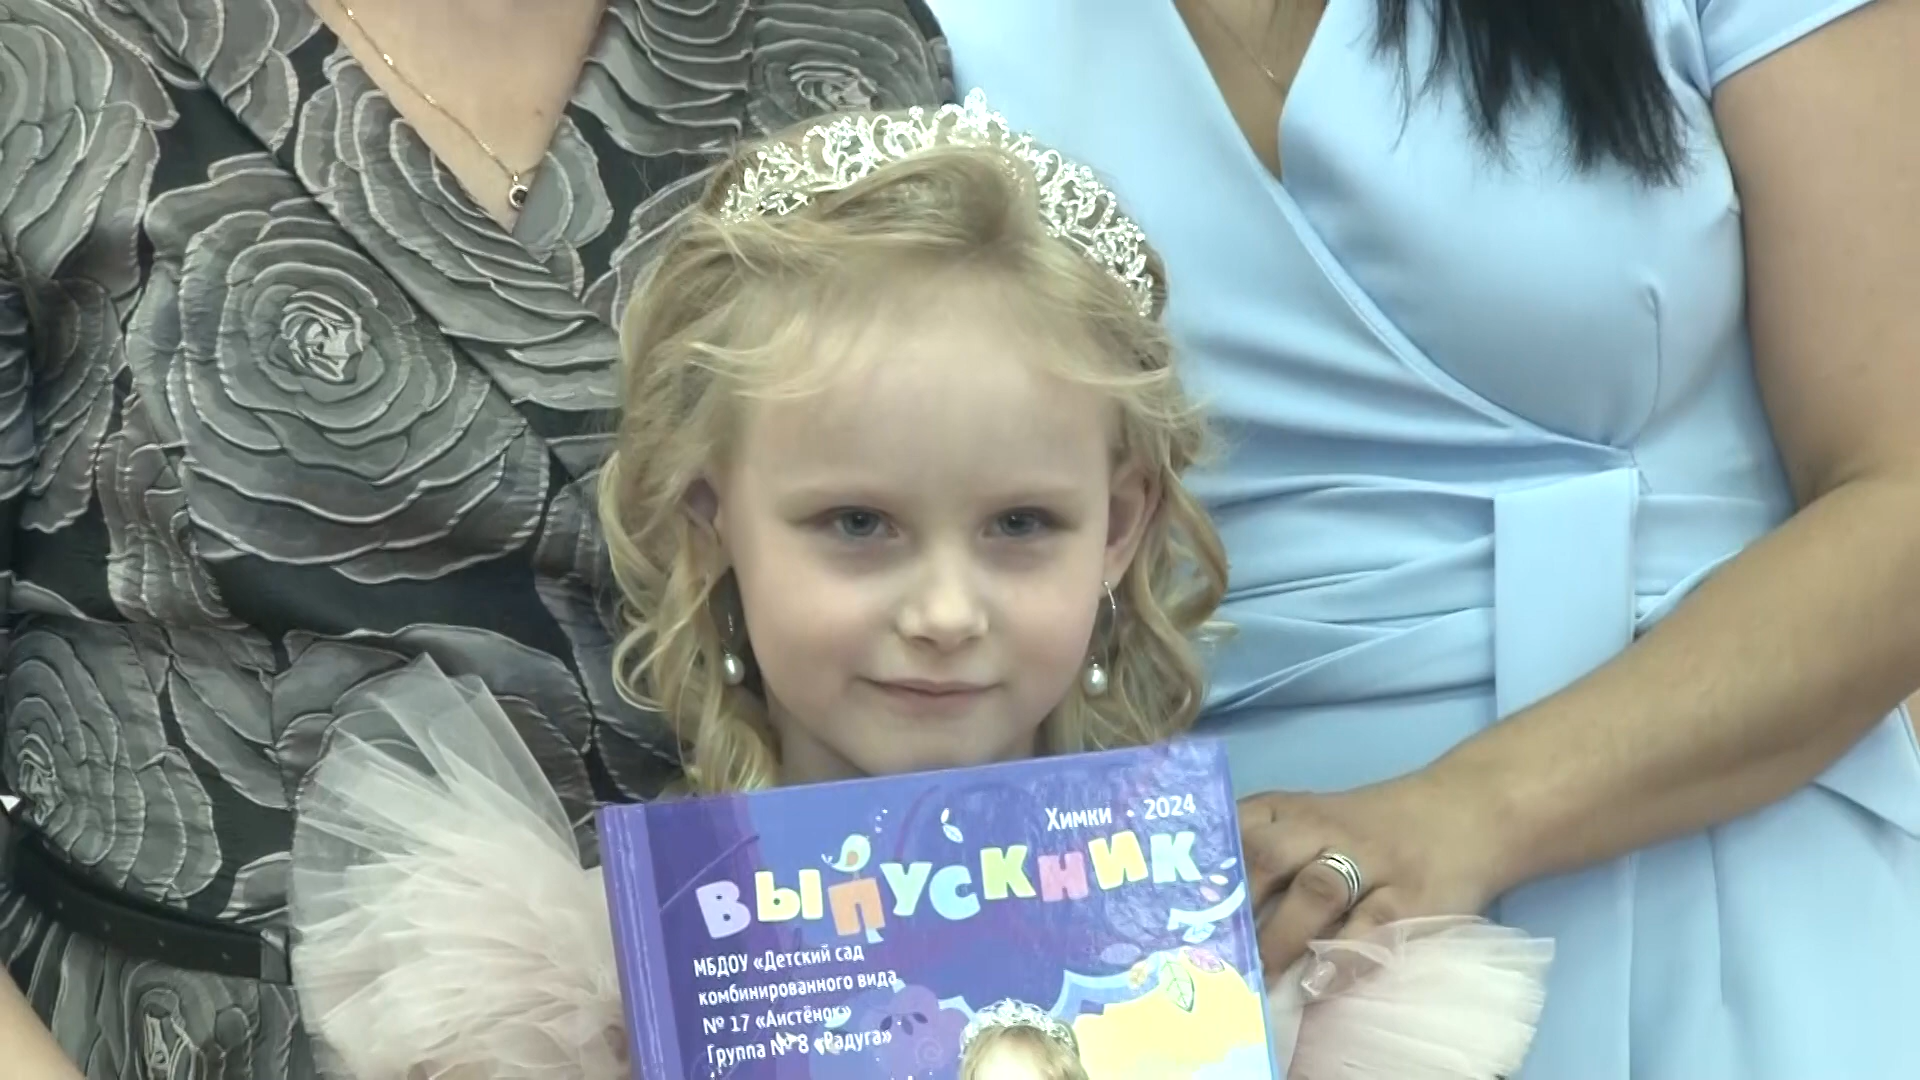 Химки • 2024
ВЫПУСКНИК
МБДОУ «Детский сад
комбинированного вида
№ 17 «Аистёнок»
Группа № 8 «Радуга»